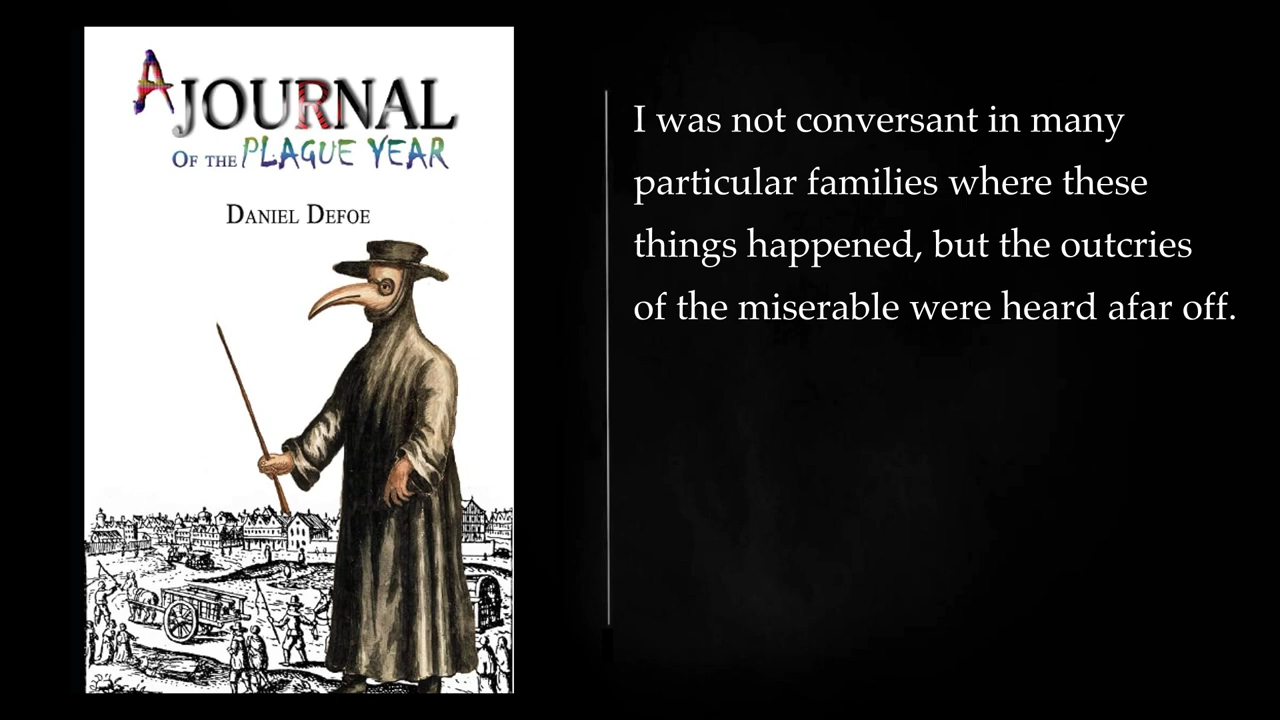 A JOURNAL
OF THE PLAGUE YEAR
DANIEL DEFOE
I was not conversant in many
particular families where these
things happened, but the outcries
of the miserable were heard afar off.